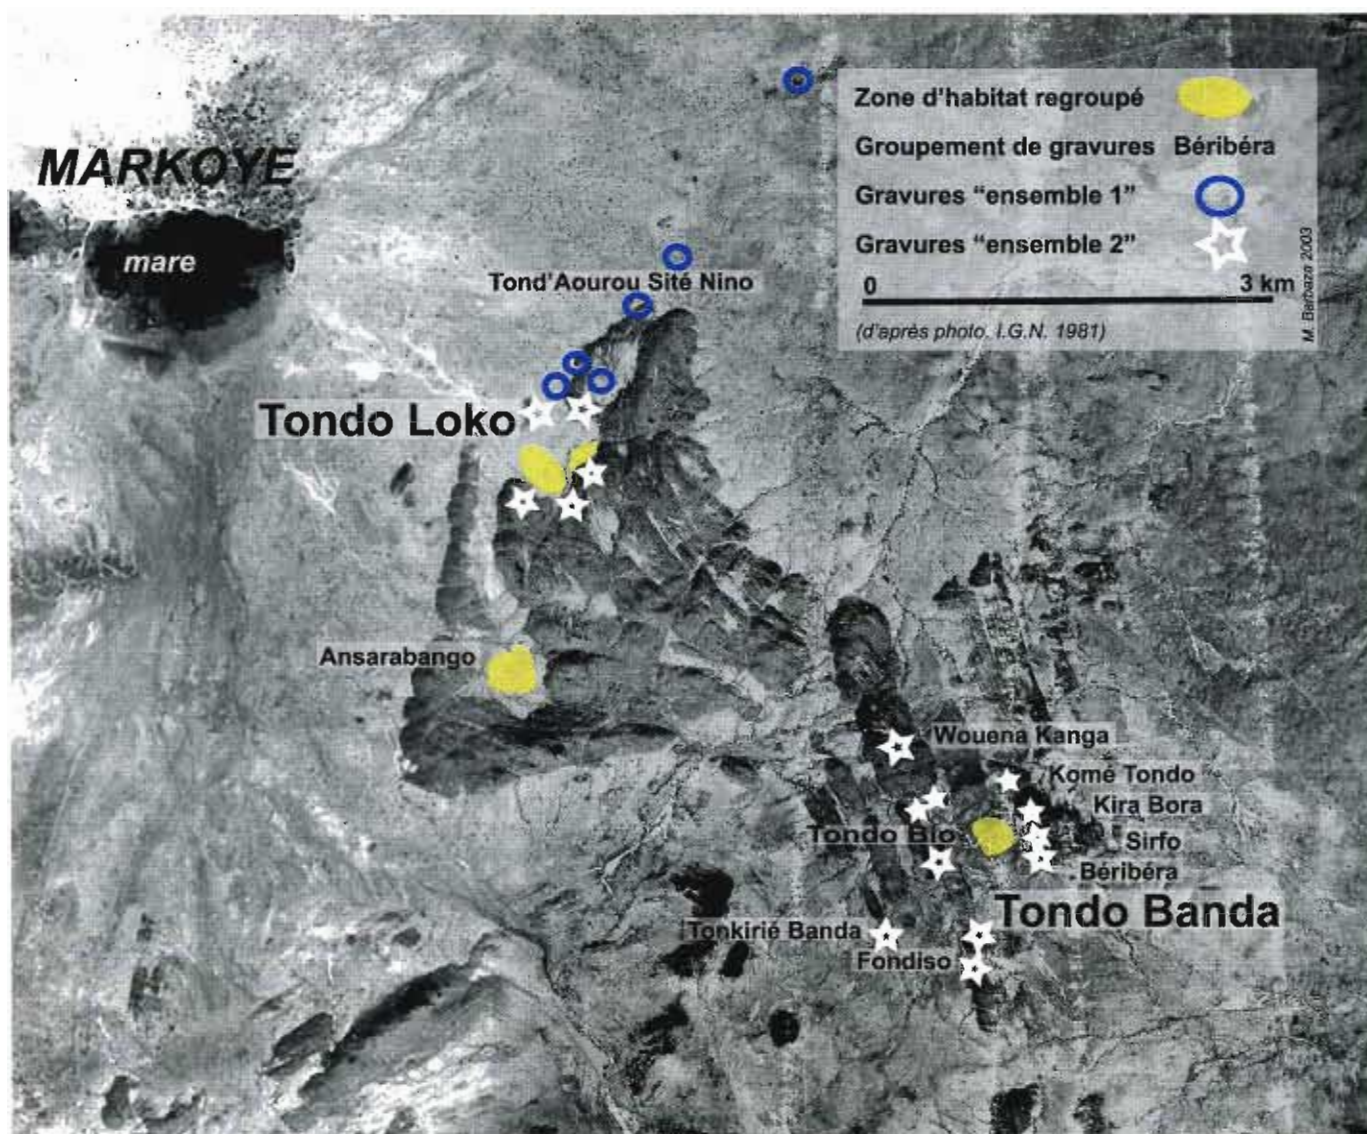 MARKOYE
mare
Zone d'habitat regroupé
Groupement de gravures Béribéra
Gravures "ensemble 1"
Gravures "ensemble 2"
0 3 km
(d'après photo. I.G.N. 1981)
M. Barbaza 2003
Tond'Aourou Sité Nino
Tondo Loko
Ansarabango
Wouena Kanga
Komé Tondo
Kira Bora
Tondo Bio
Sirfo
Béribéra
Tondo Banda
Tonkirié Banda
Fondiso